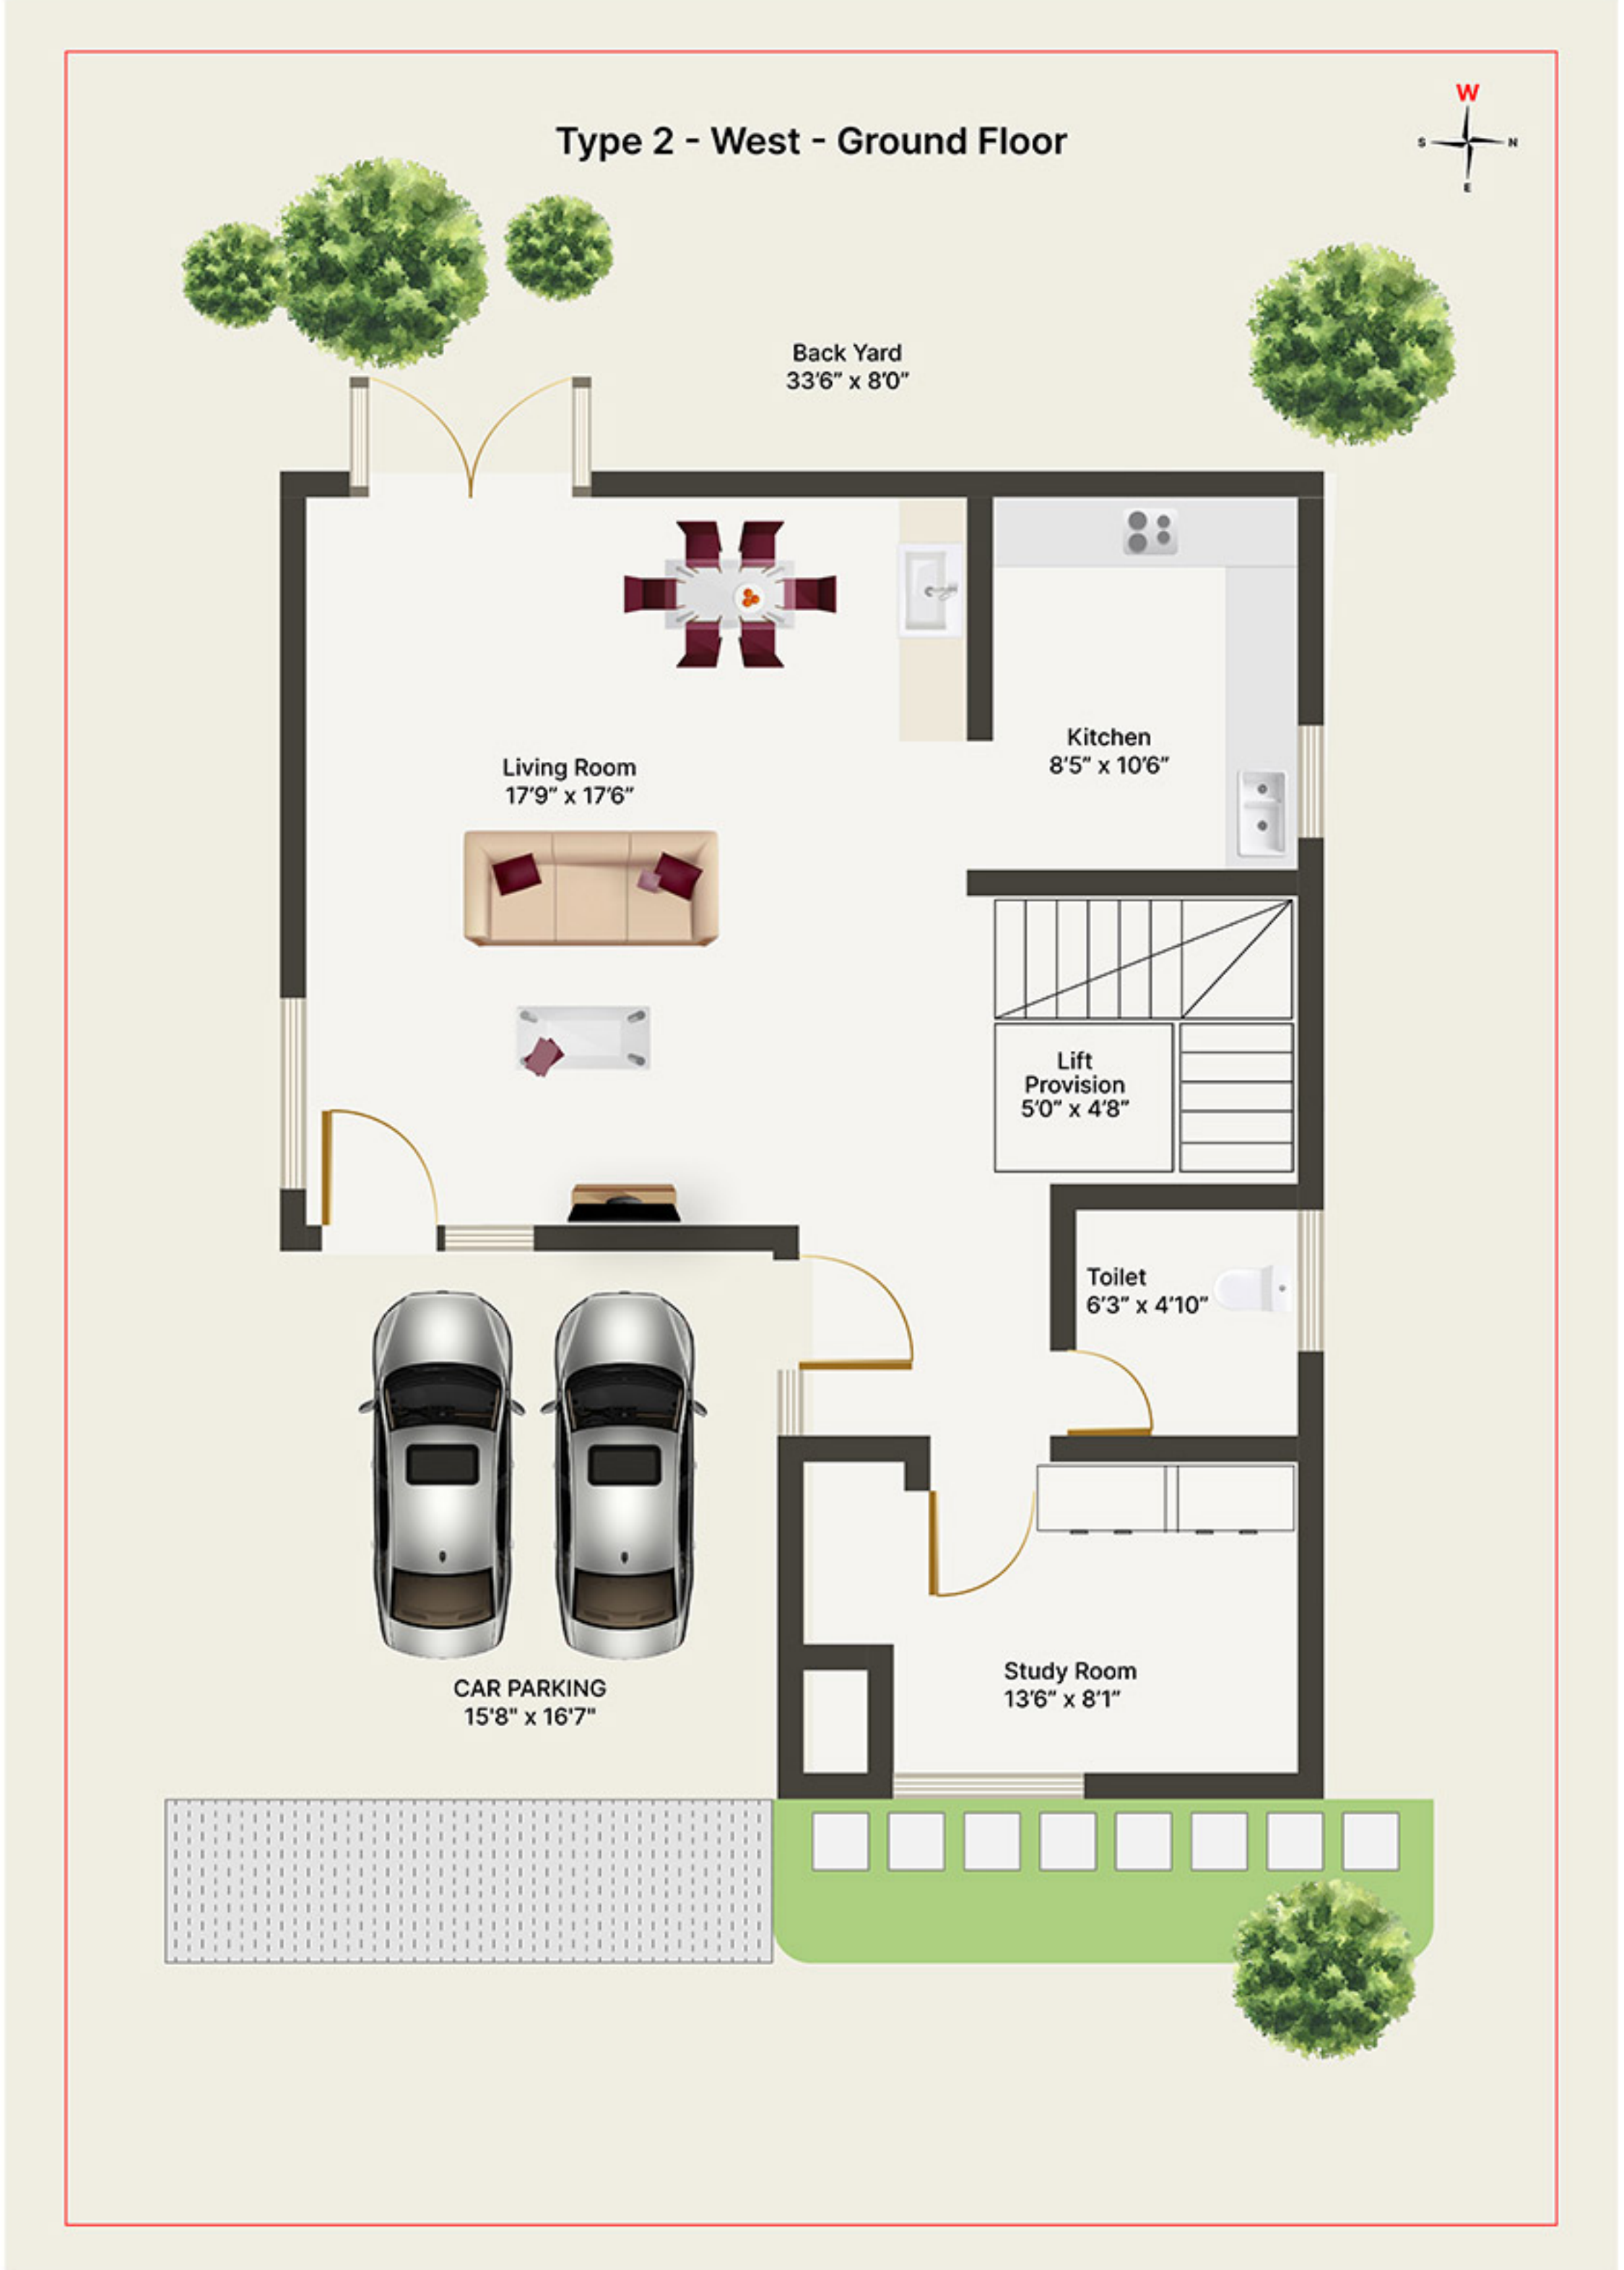 W
S N
E
Type 2 - West - Ground Floor
Back Yard
33'6” x 8'0”
Living Room
17'9” x 17'6”
Kitchen
8'5” x 10'6”
Lift
Provision
5'0” x 4'8”
Toilet
6'3” x 4'10”
Study Room
13'6” x 8'1”
CAR PARKING
15'8" x 16'7"